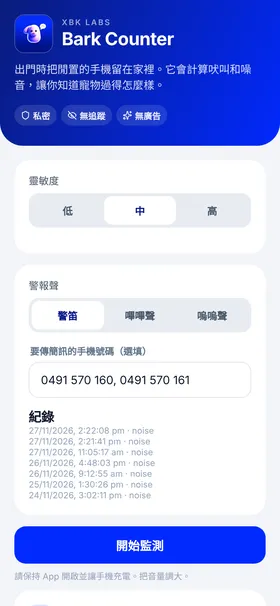 XBK LABS
Bark Counter
出門時把閒置的手機留在家裡。它會計算吠叫和噪
音，讓你知道寵物過得怎麼樣。
私密
無追蹤
無廣告
靈敏度
低
中
高
警報聲
警笛
嗶嗶聲
嗚嗚聲
要傳簡訊的手機號碼（選填）
0491 570 160, 0491 570 161
紀錄
27/11/2026, 2:22:08 pm · noise
27/11/2026, 2:21:41 pm · noise
27/11/2026, 11:05:17 am · noise
26/11/2026, 4:48:03 pm · noise
26/11/2026, 9:12:55 am · noise
25/11/2026, 1:30:26 pm · noise
24/11/2026, 3:02:11 pm · noise
開始監測
請保持 App 開啟並讓手機充電。把音量調大。